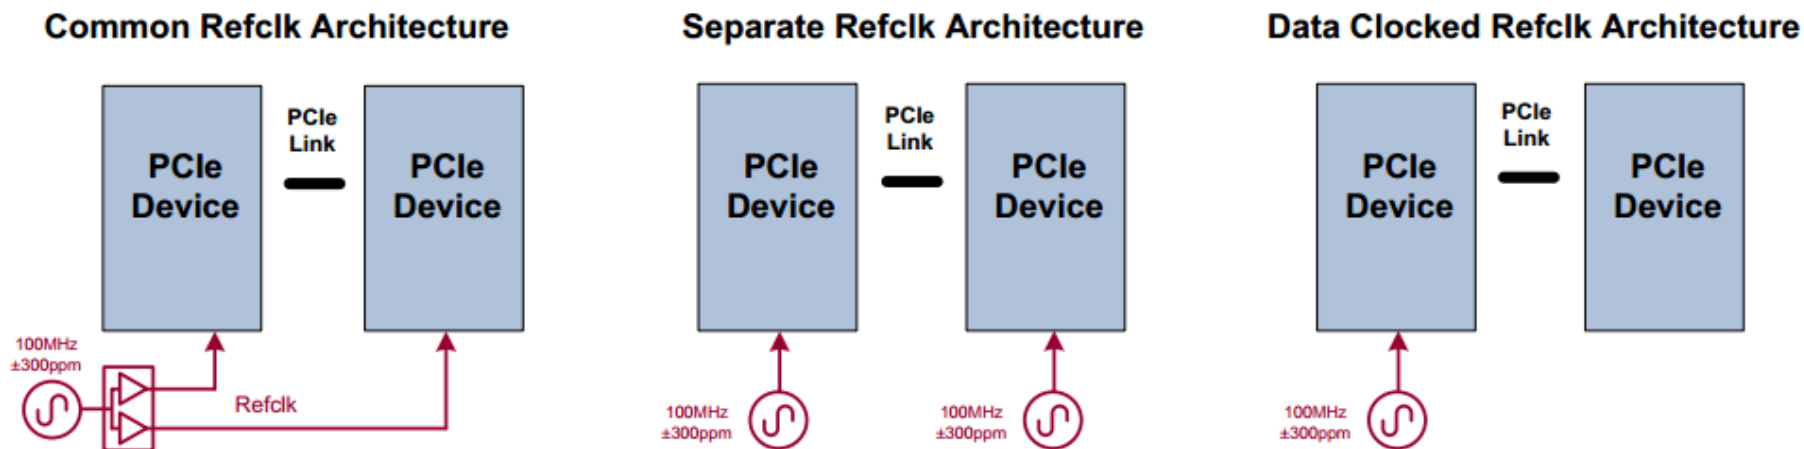 Common Refclk Architecture
PCIe
Device
PCIe
Link
PCIe
Device
100MHz
±300ppm
Refclk
Separate Refclk Architecture
PCIe
Device
PCIe
Link
PCIe
Device
100MHz
±300ppm
100MHz
±300ppm
Data Clocked Refclk Architecture
PCIe
Device
PCIe
Link
PCIe
Device
100MHz
±300ppm